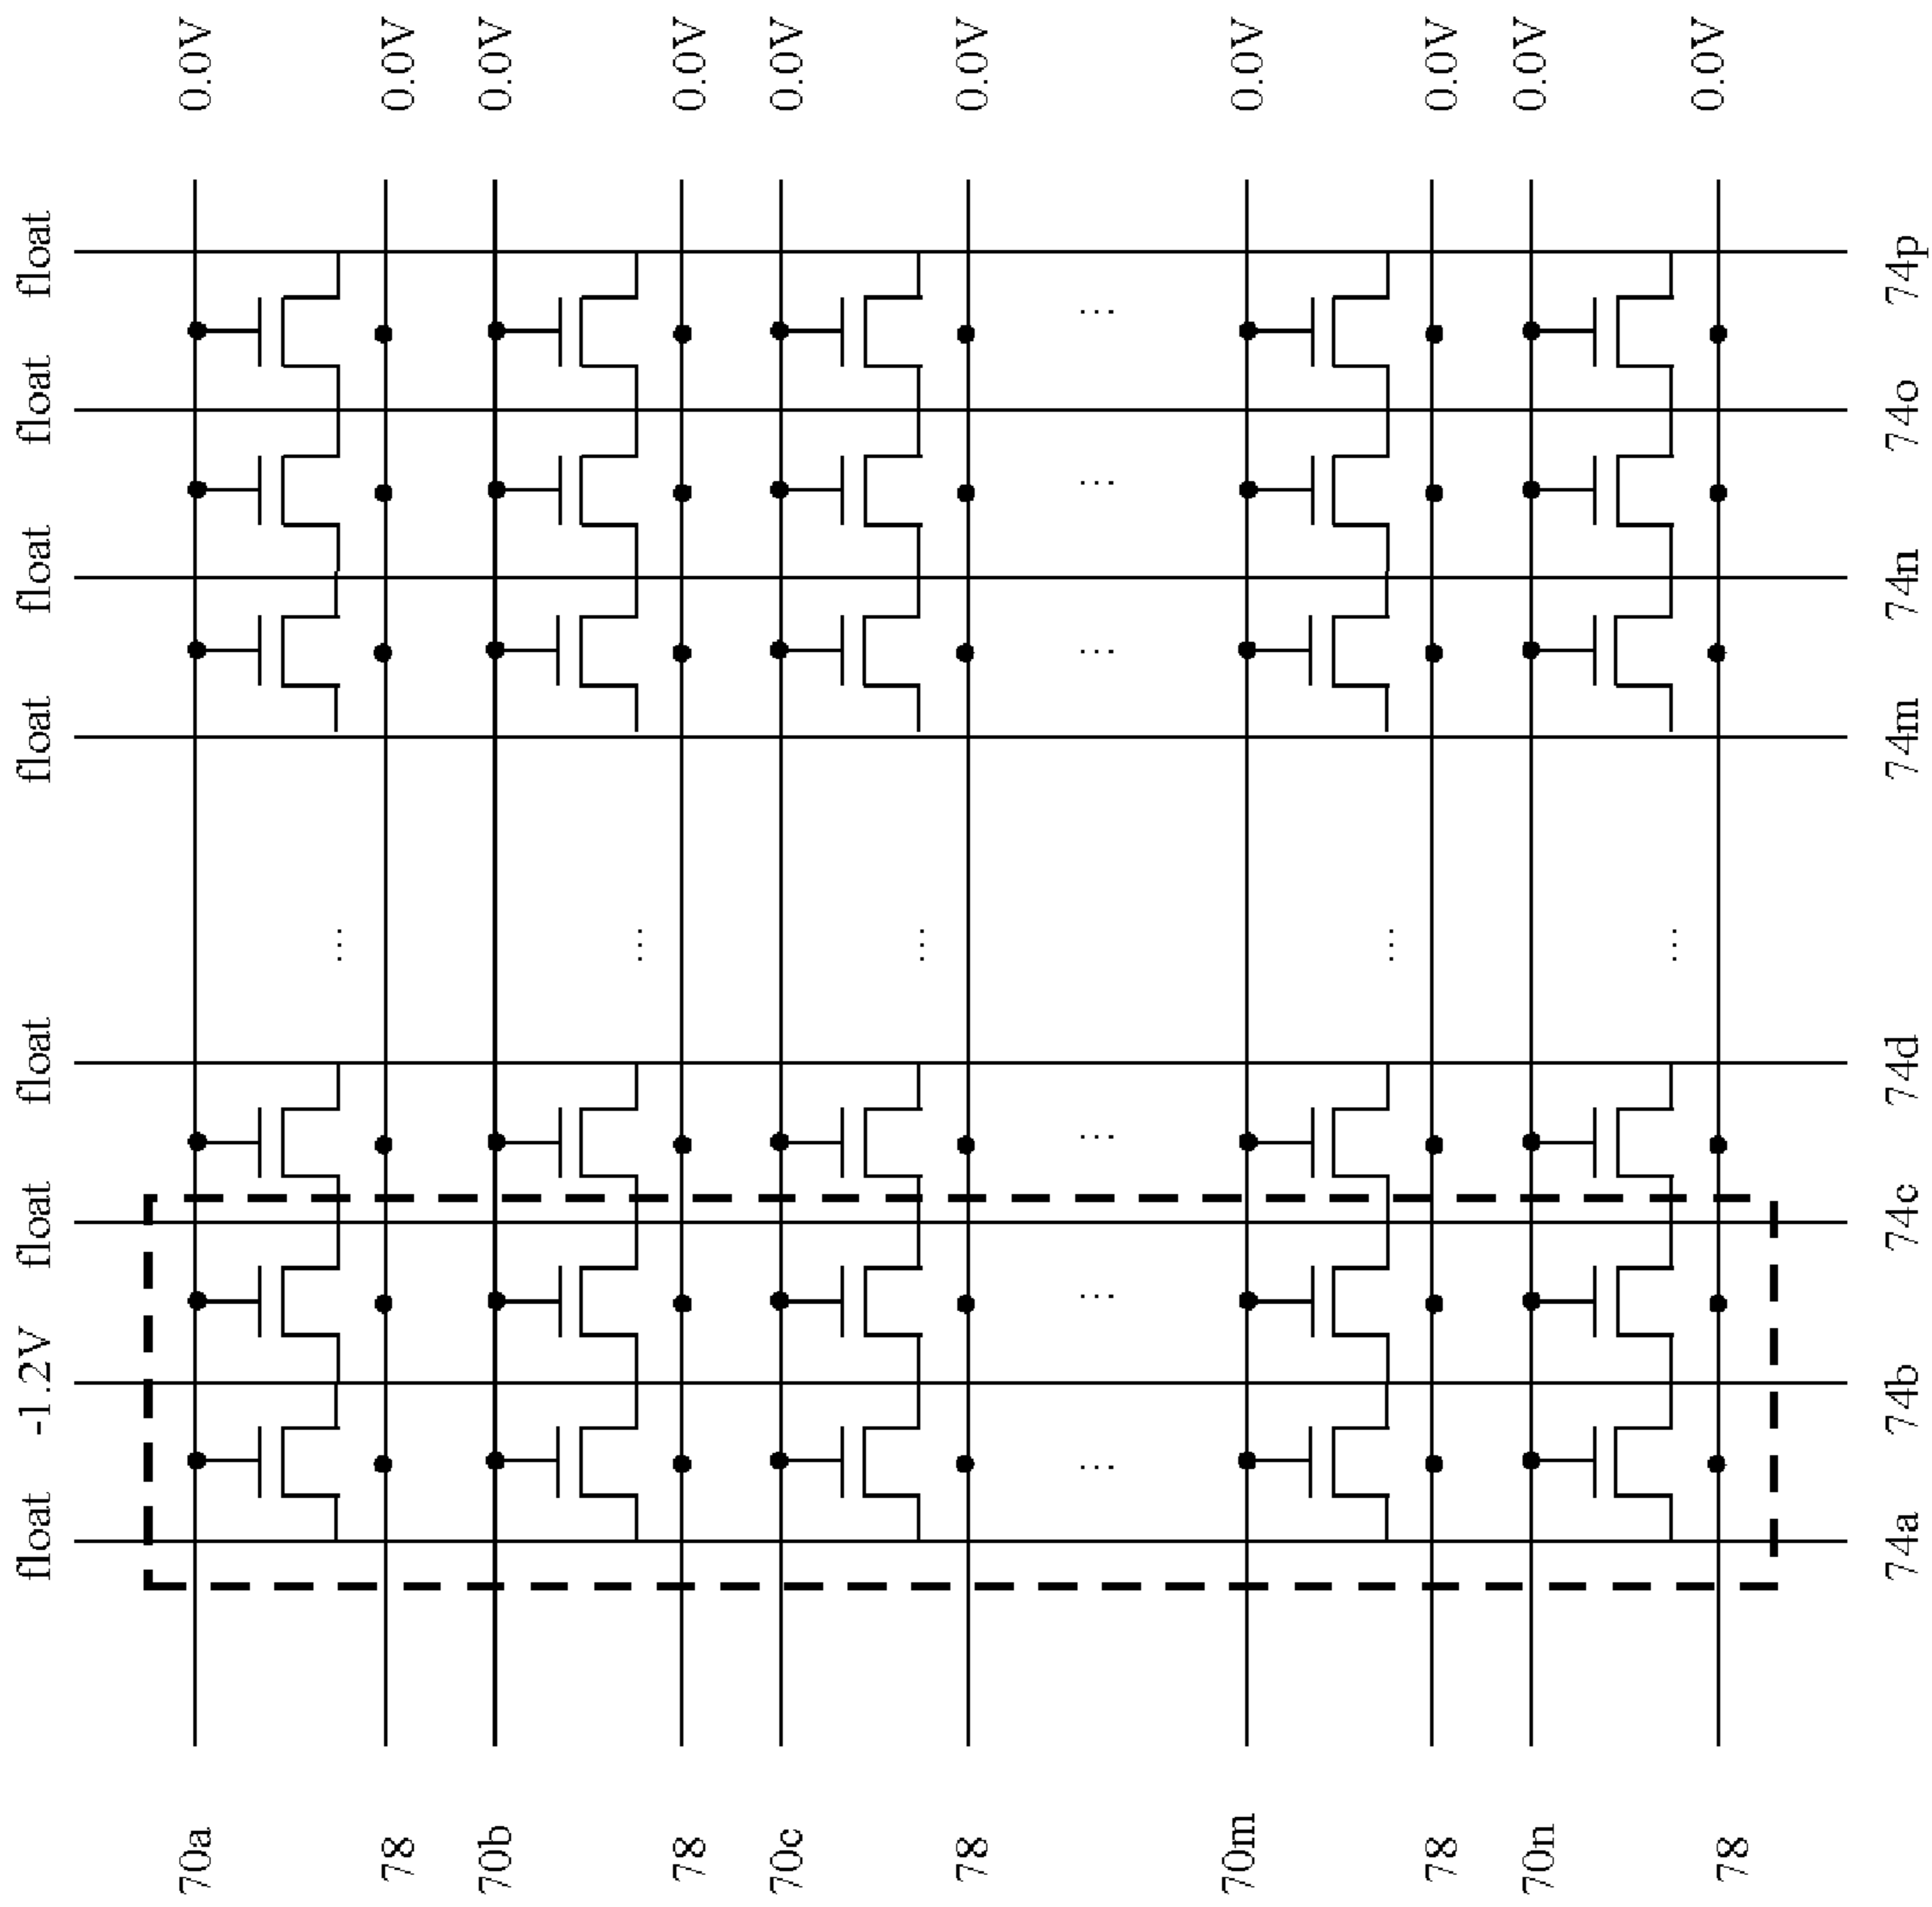 float -1.2V float float float float float float
70a 0.0V
78 0.0V
70b 0.0V
78 0.0V
70c 0.0V
78 0.0V
70m 0.0V
78 0.0V
70n 0.0V
78 0.0V
74a 74b 74c 74d 74m 74n 74o 74p